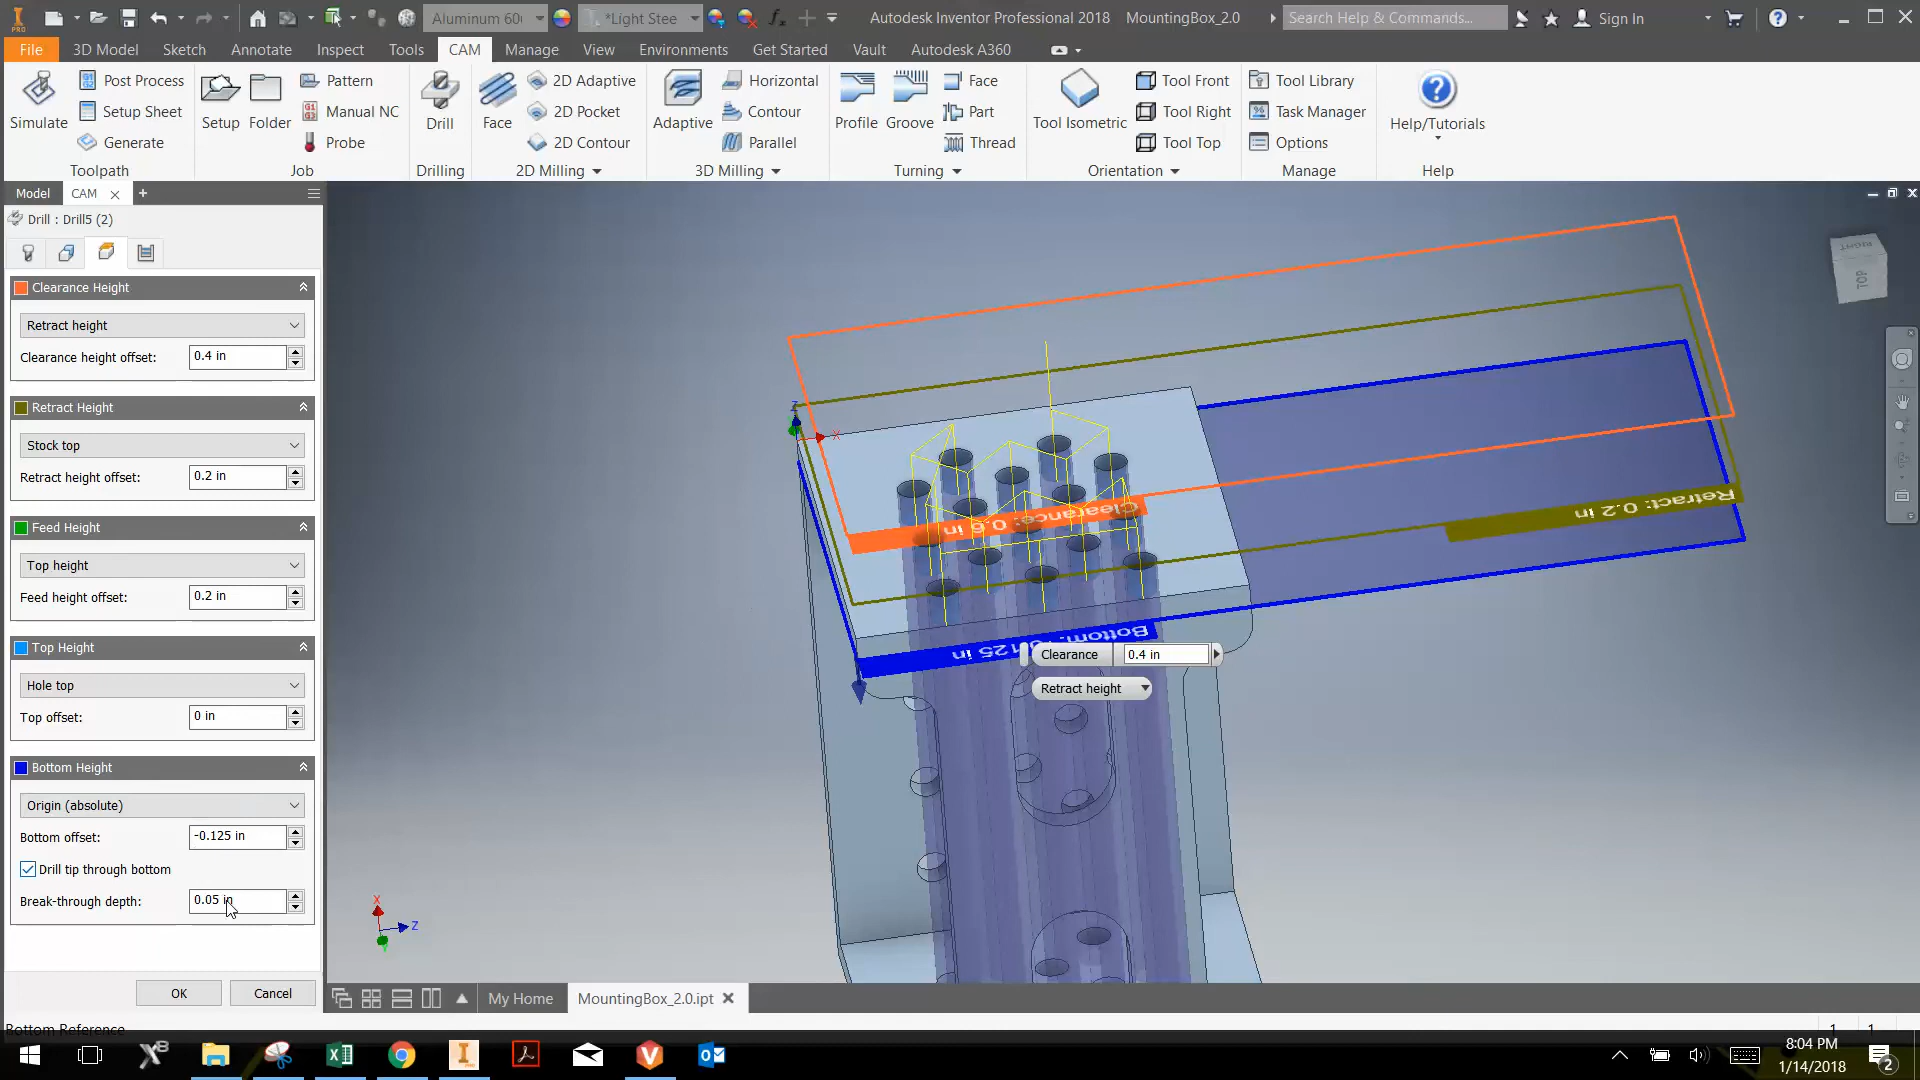 PRO
Aluminum 60
*Light Stee
fx
Autodesk Inventor Professional 2018 MountingBox_2.0
Search Help & Commands...
Sign In
File
3D Model
Sketch
Annotate
Inspect
Tools
CAM
Manage
View
Environments
Get Started
Vault
Autodesk A360
Simulate
Post Process
Setup Sheet
Generate
Toolpath
Setup
Folder
Pattern
Manual NC
Probe
Job
Drill
Drilling
Face
2D Adaptive
2D Pocket
2D Contour
2D Milling
Adaptive
Horizontal
Contour
Parallel
3D Milling
Profile
Groove
Face
Part
Thread
Turning
Tool Isometric
Tool Front
Tool Right
Tool Top
Orientation
Tool Library
Task Manager
Options
Manage
Help/Tutorials
Help
Model
CAM
Drill : Drill5 (2)
Clearance Height
Retract height
Clearance height offset: 0.4 in
Retract Height
Stock top
Retract height offset: 0.2 in
Feed Height
Top height
Feed height offset: 0.2 in
Top Height
Hole top
Top offset: 0 in
Bottom Height
Origin (absolute)
Bottom offset: -0.125 in
Drill tip through bottom
Break-through depth: 0.05 in
OK
Cancel
RIGHT
TOP
Z
X
Clearance: 0.6 in
Retract: 0.2 in
Clearance 0.4 in
Retract height
X
Z
Y
My Home
MountingBox_2.0.ipt
Bottom Reference
1 1
8:04 PM
1/14/2018
2